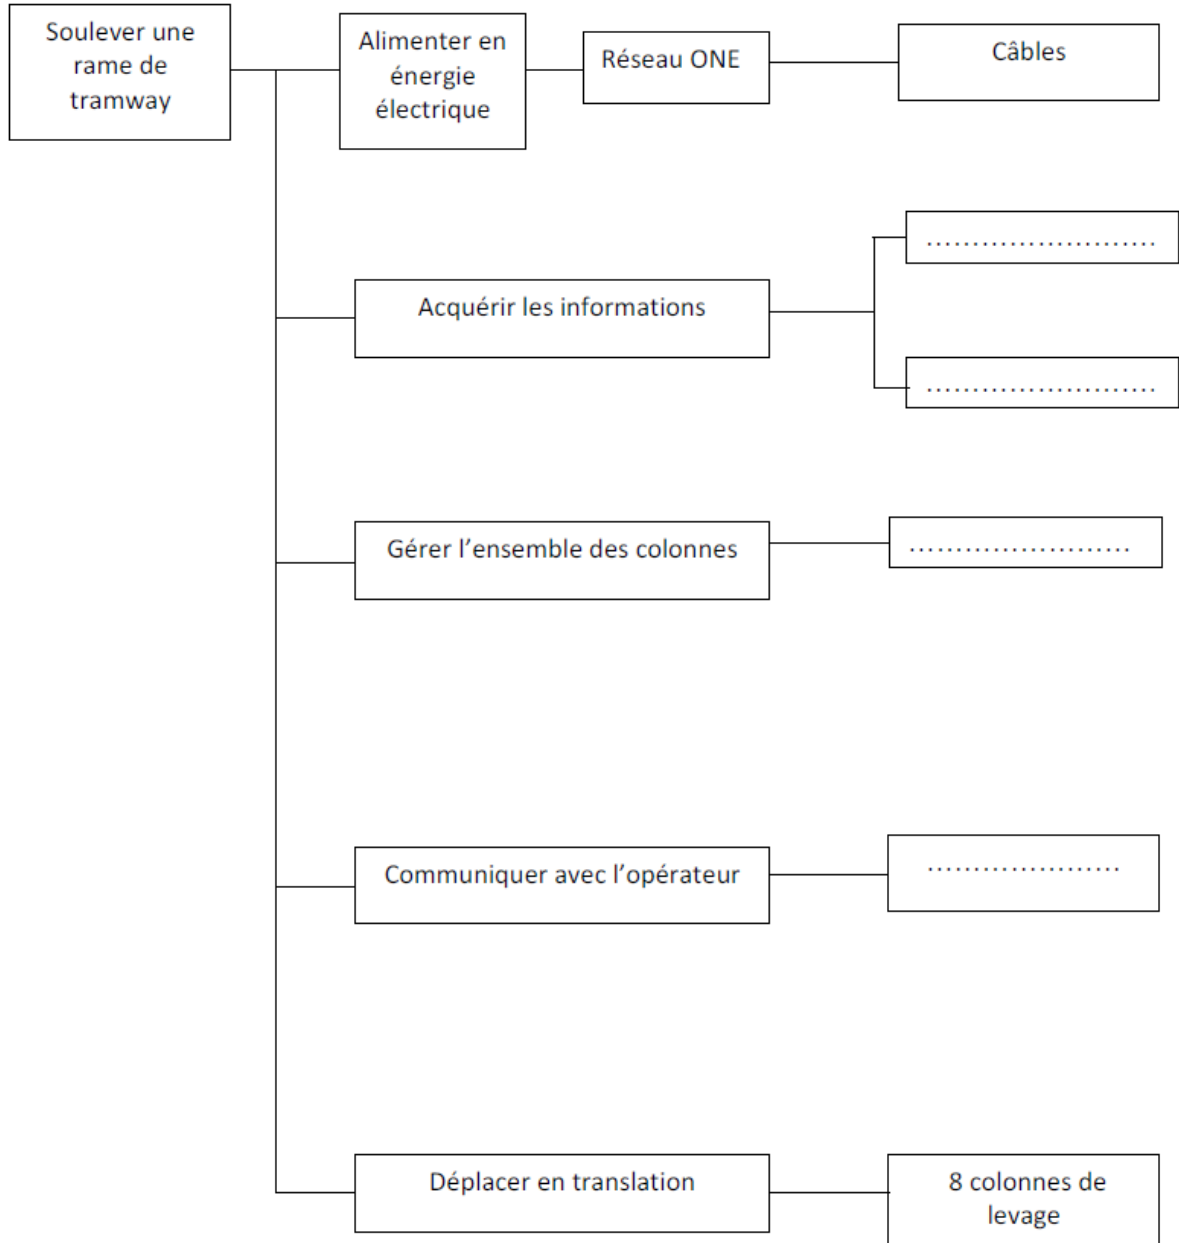 Soulever une
rame de
tramway
Alimenter en
énergie
électrique
Réseau ONE
Câbles
…………………….
Acquérir les informations
…………………….
Gérer l’ensemble des colonnes
……………………
Communiquer avec l’opérateur
…………………
Déplacer en translation
8 colonnes de
levage